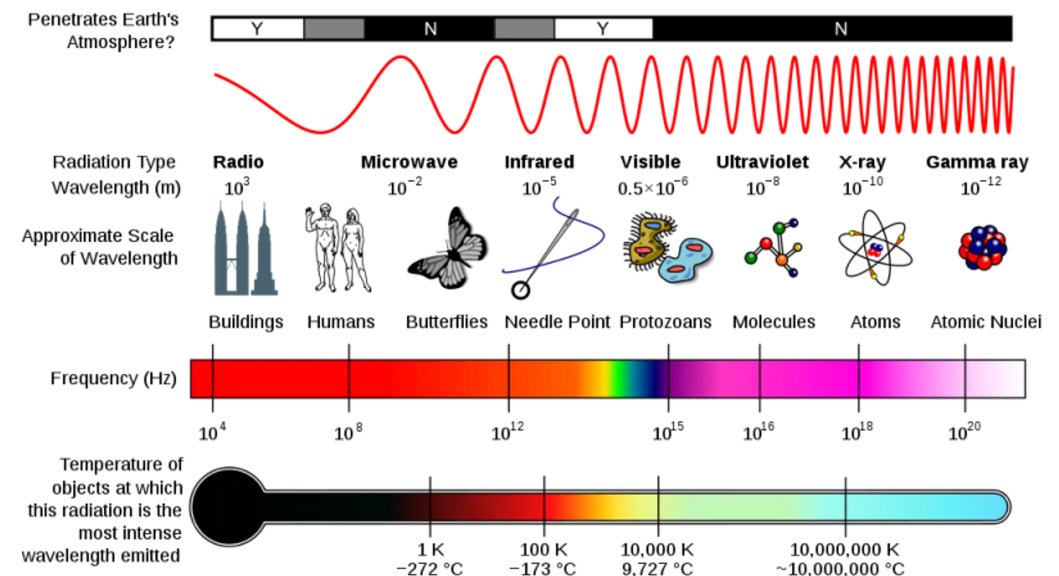 Penetrates Earth's
Atmosphere?
Y
N
Y
N
Radiation Type
Radio
Microwave
Infrared
Visible
Ultraviolet
X-ray
Gamma ray
Wavelength (m)
10³
10⁻²
10⁻⁵
0.5×10⁻⁶
10⁻⁸
10⁻¹⁰
10⁻¹²
Approximate Scale
of Wavelength
Buildings
Humans
Butterflies
Needle Point
Protozoans
Molecules
Atoms
Atomic Nuclei
Frequency (Hz)
10⁴
10⁸
10¹²
10¹⁵
10¹⁶
10¹⁸
10²⁰
Temperature of
objects at which
this radiation is the
most intense
wavelength emitted
1 K
−272 °C
100 K
−173 °C
10,000 K
9,727 °C
10,000,000 K
~10,000,000 °C